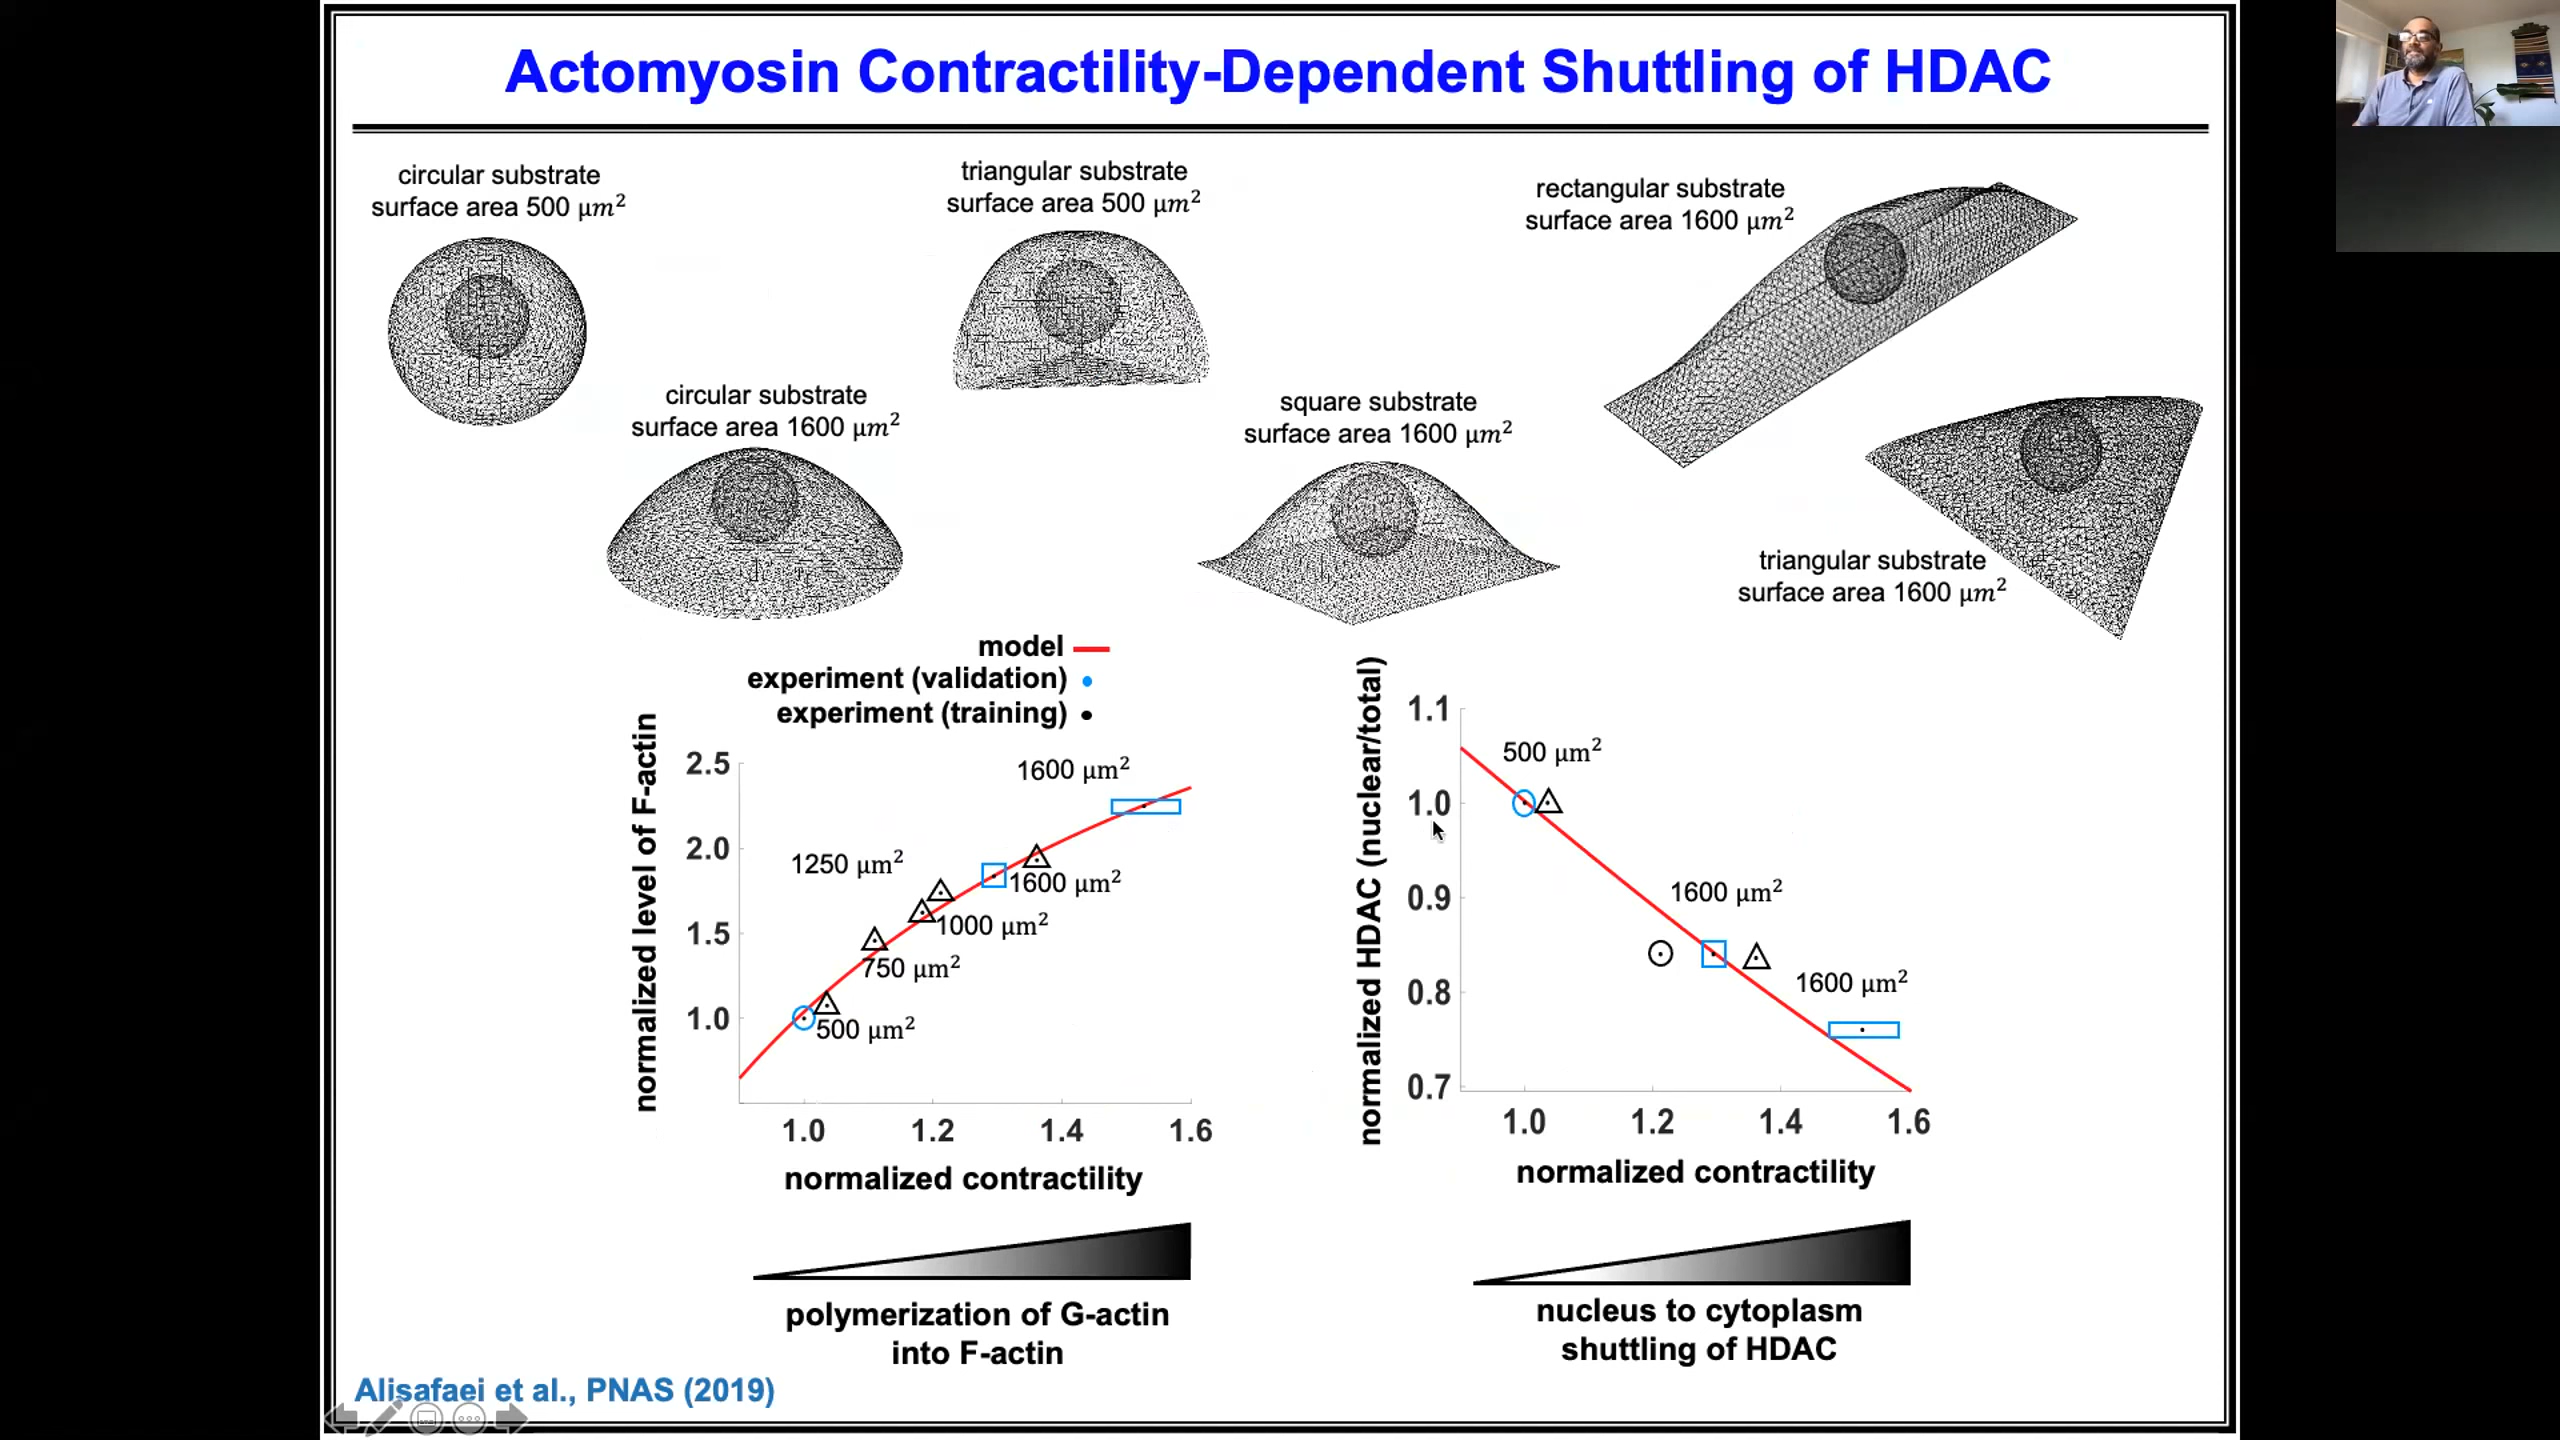 Actomyosin Contractility-Dependent Shuttling of HDAC
circular substrate
surface area 500 μm²
triangular substrate
surface area 500 μm²
rectangular substrate
surface area 1600 μm²
circular substrate
surface area 1600 μm²
square substrate
surface area 1600 μm²
triangular substrate
surface area 1600 μm²
model
experiment (validation)
experiment (training)
normalized level of F-actin
2.5
2.0
1.5
1.0
1600 μm²
1250 μm²
1600 μm²
1000 μm²
750 μm²
500 μm²
1.0 1.2 1.4 1.6
normalized contractility
polymerization of G-actin
into F-actin
normalized HDAC (nuclear/total)
1.1
1.0
0.9
0.8
0.7
500 μm²
1600 μm²
1600 μm²
1.0 1.2 1.4 1.6
normalized contractility
nucleus to cytoplasm
shuttling of HDAC
Alisafaei et al., PNAS (2019)